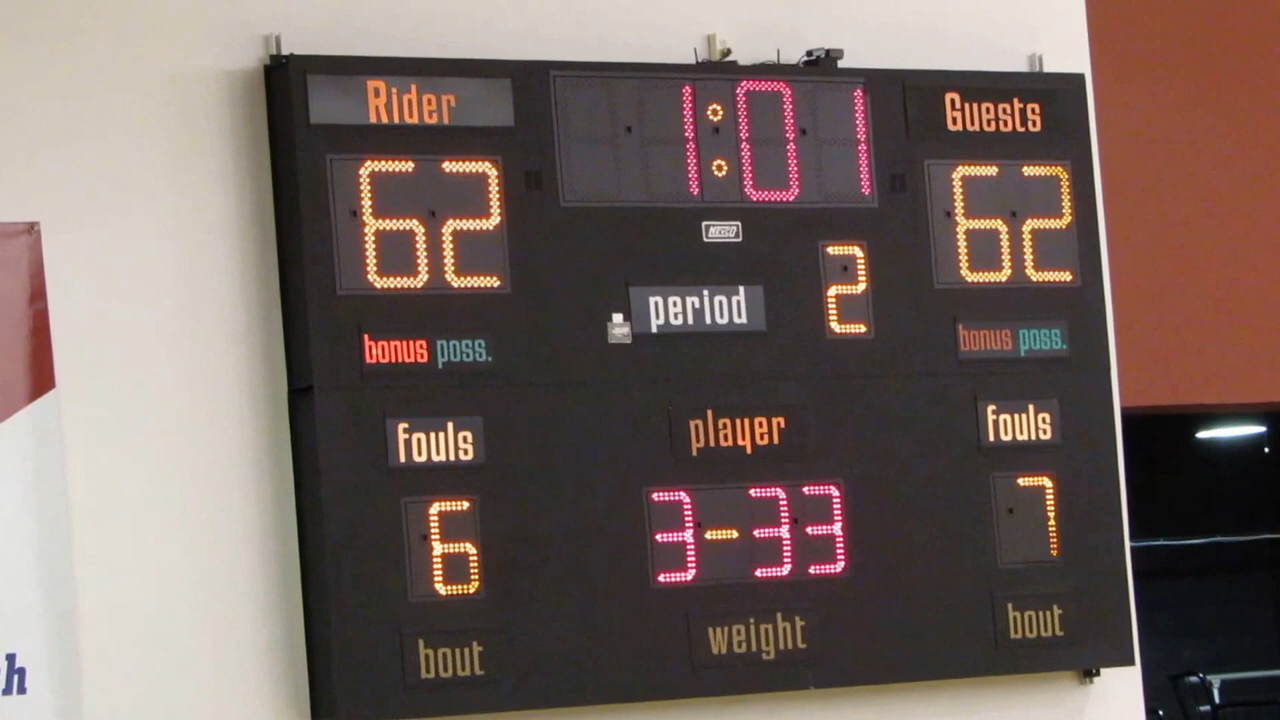 Rider
1:01
Guests
62
62
NEVCO
period
2
bonus poss.
bonus poss.
fouls
player
fouls
6
3-33
7
bout
weight
bout
h